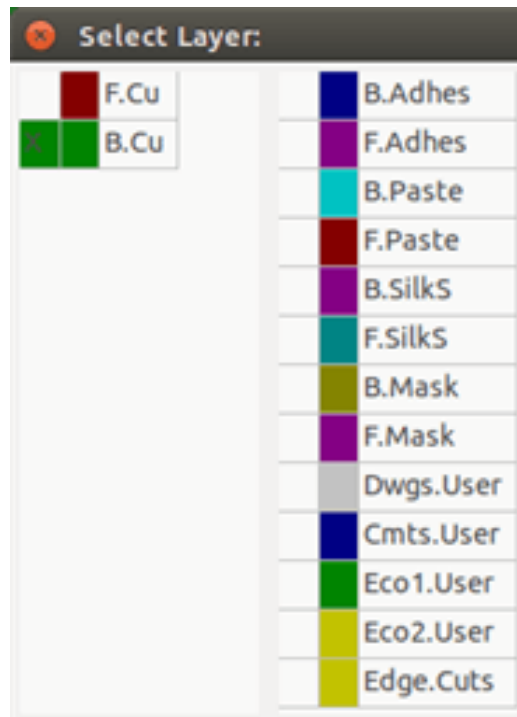 Select Layer:
F.Cu
X B.Cu
B.Adhes
F.Adhes
B.Paste
F.Paste
B.SilkS
F.SilkS
B.Mask
F.Mask
Dwgs.User
Cmts.User
Eco1.User
Eco2.User
Edge.Cuts